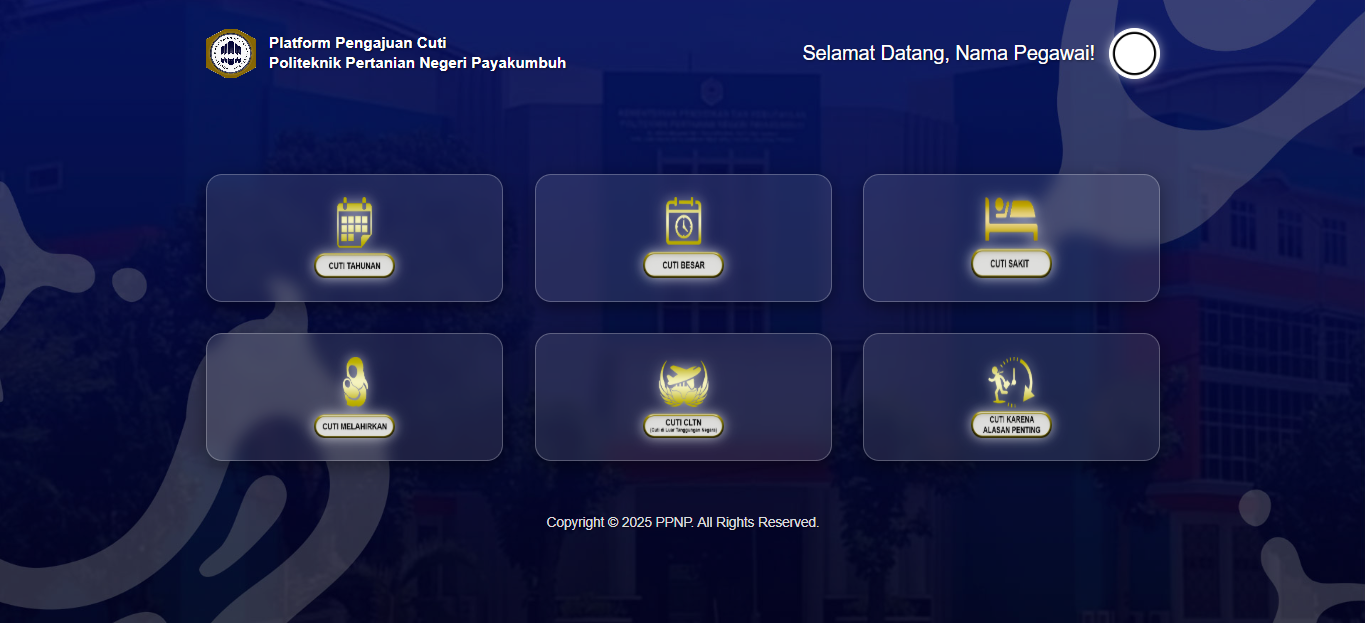 Platform Pengajuan Cuti
Politeknik Pertanian Negeri Payakumbuh
Selamat Datang, Nama Pegawai!
CUTI TAHUNAN
CUTI BESAR
CUTI SAKIT
CUTI MELAHIRKAN
CUTI CLTN
(Cuti di Luar Tanggungan Negara)
CUTI KARENA
ALASAN PENTING
Copyright © 2025 PPNP. All Rights Reserved.